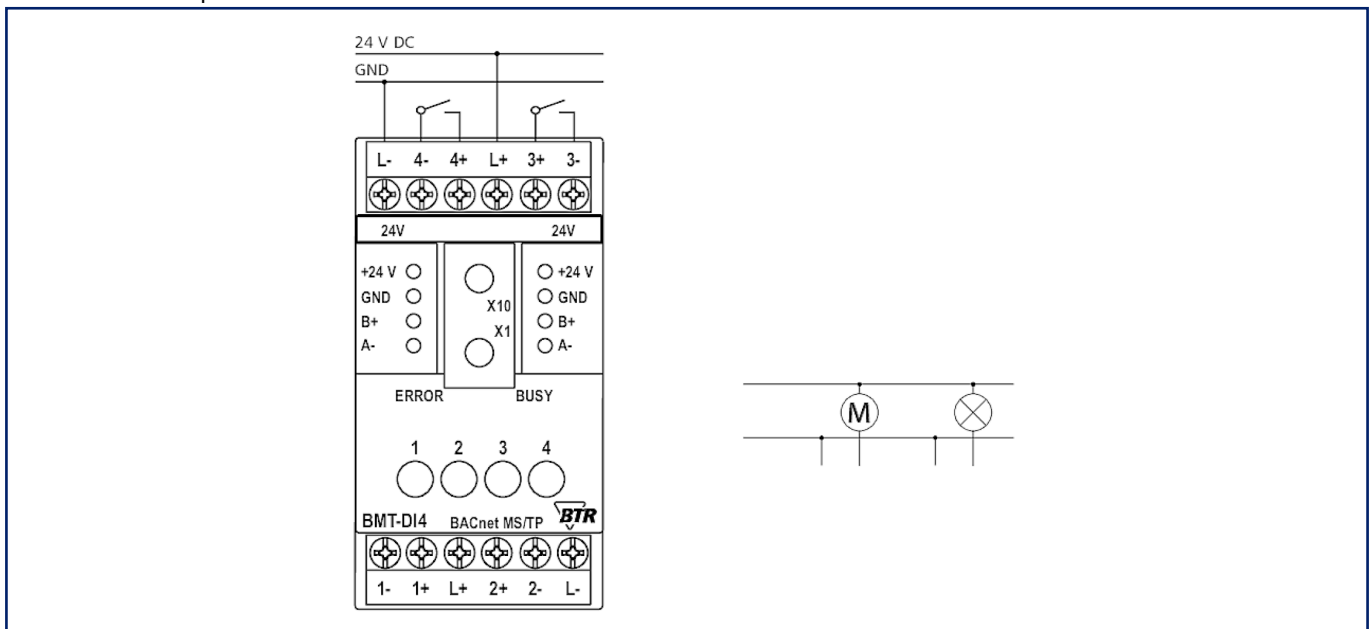 24 V DC
GND
L- 4- 4+ L+ 3+ 3-
24V 24V
+24 V +24 V
GND X10 GND
B+ X1 B+
A- A-
ERROR BUSY
1 2 3 4
BMT-DI4 BACnet MS/TP BTR
1- 1+ L+ 2+ 2- L-
M